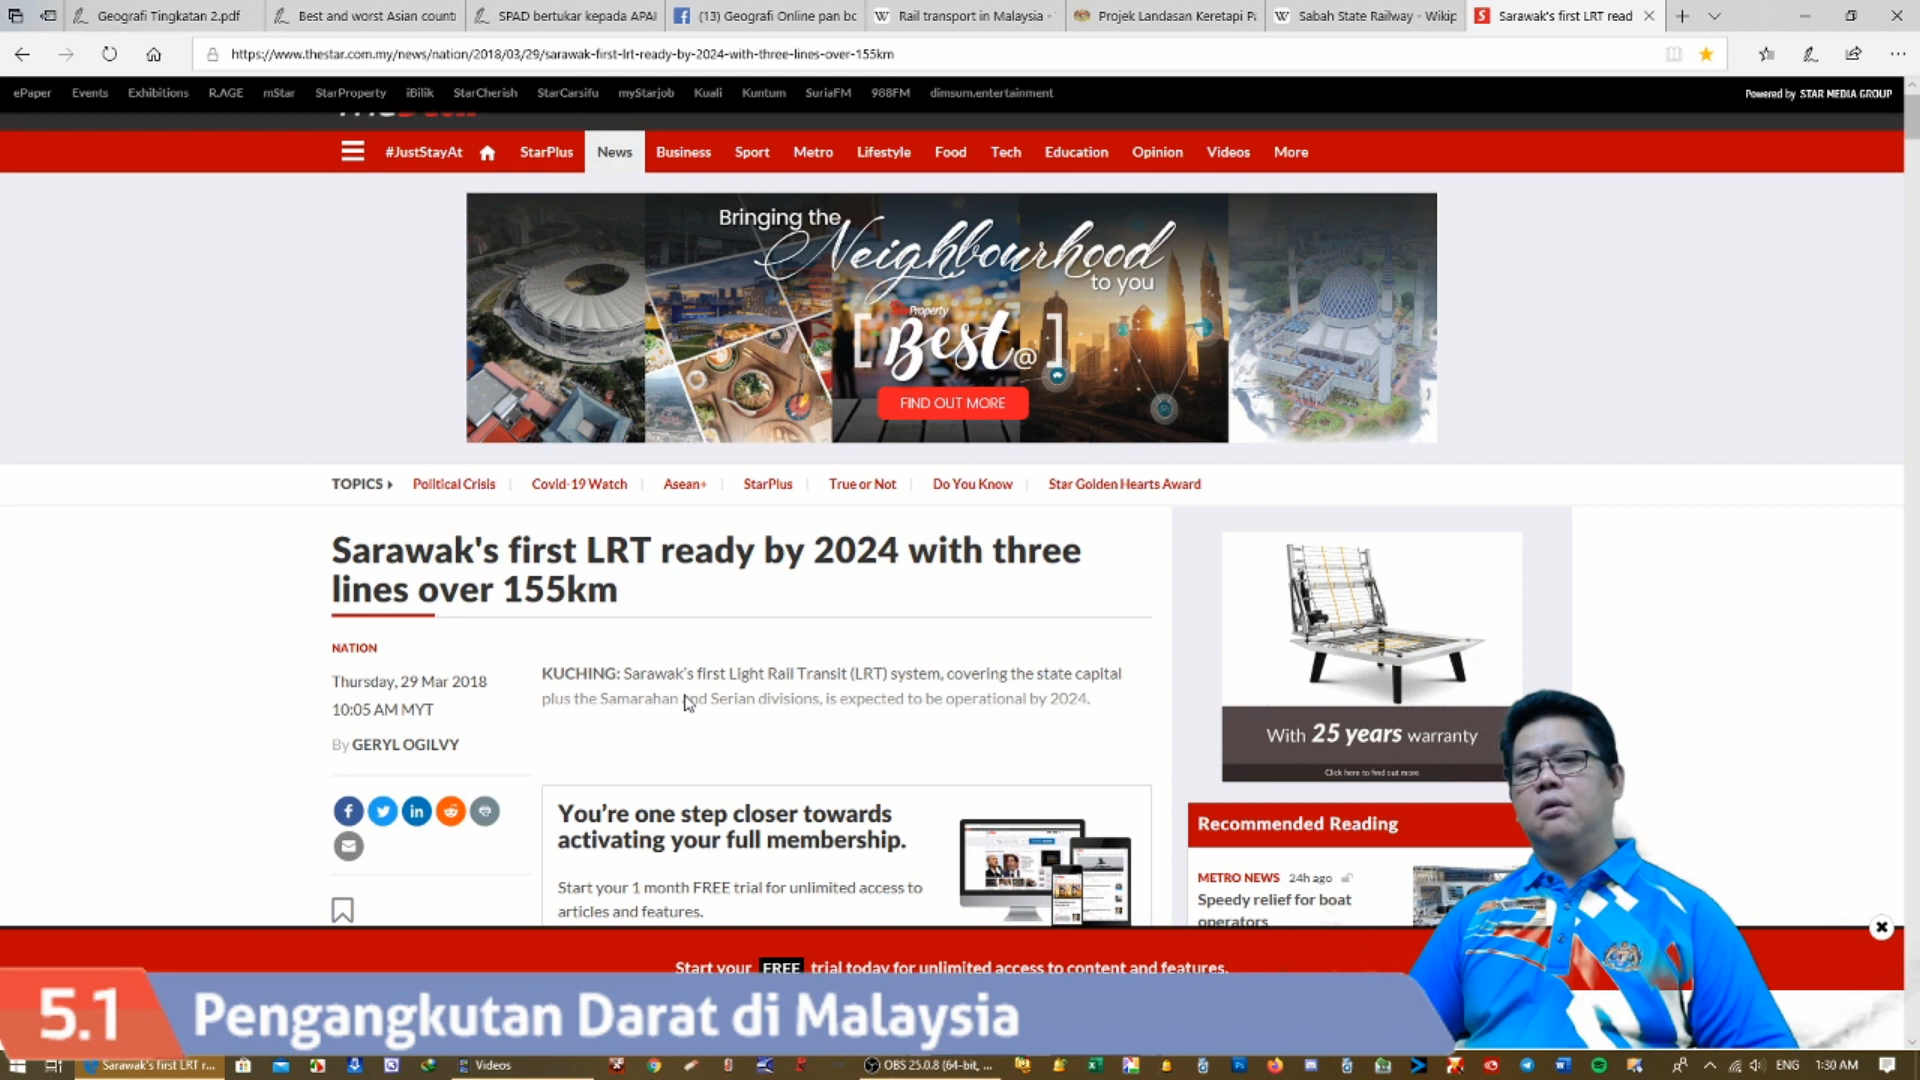 Geografi Tingkatan 2.pdf
Best and worst Asian count
SPAD bertukar kepada APA
(13) Geografi Online pan bc
Rail transport in Malaysia -
Projek Landasan Keretapi Pa
Sabah State Railway - Wikip
Sarawak's first LRT read
https://www.thestar.com.my/news/nation/2018/03/29/sarawak-first-lrt-ready-by-2024-with-three-lines-over-155km
ePaper Events Exhibitions R.AGE mStar StarProperty iBilik StarCherish StarCarsifu myStarjob Kuali Kuntum SuriaFM 988FM dimsum.entertainment
Powered by STAR MEDIA GROUP
#JustStayAt StarPlus News Business Sport Metro Lifestyle Food Tech Education Opinion Videos More
Bringing the
Neighbourhood
to you
Property
[Best@]
FIND OUT MORE
TOPICS Political Crisis Covid-19 Watch Asean+ StarPlus True or Not Do You Know Star Golden Hearts Award
Sarawak's first LRT ready by 2024 with three
lines over 155km
NATION
Thursday, 29 Mar 2018
10:05 AM MYT
By GERYL OGILVY
KUCHING: Sarawak's first Light Rail Transit (LRT) system, covering the state capital
plus the Samarahan and Serian divisions, is expected to be operational by 2024.
You're one step closer towards
activating your full membership.
Start your 1 month FREE trial for unlimited access to
articles and features.
With 25 years warranty
Click here to find out more
Recommended Reading
METRO NEWS 24h ago
Speedy relief for boat
operators
Start your FREE trial today for unlimited access to content and features.
5.1 Pengangkutan Darat di Malaysia
Sarawak's first LRT r...
Videos
OBS 25.0.8 (64-bit, ...
ENG
1:30 AM